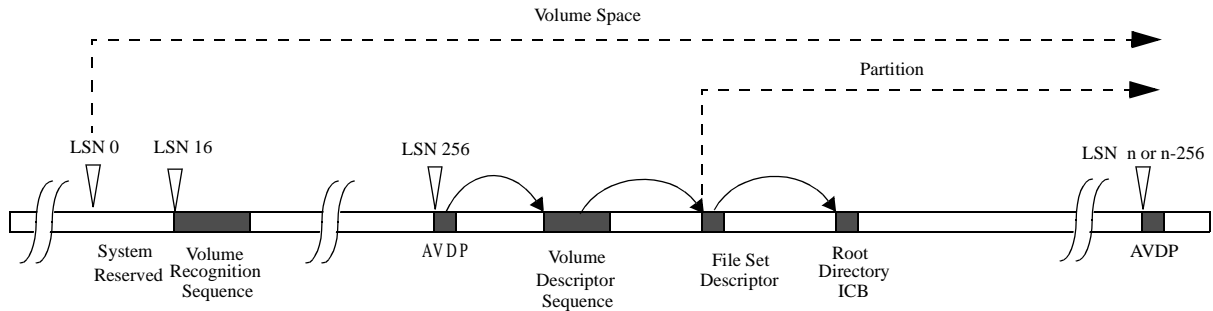 Volume Space
Partition
LSN 0
LSN 16
LSN 256
LSN n or n-256
System
Reserved
Volume
Recognition
Sequence
AVDP
Volume
Descriptor
Sequence
File Set
Descriptor
Root
Directory
ICB
AVDP